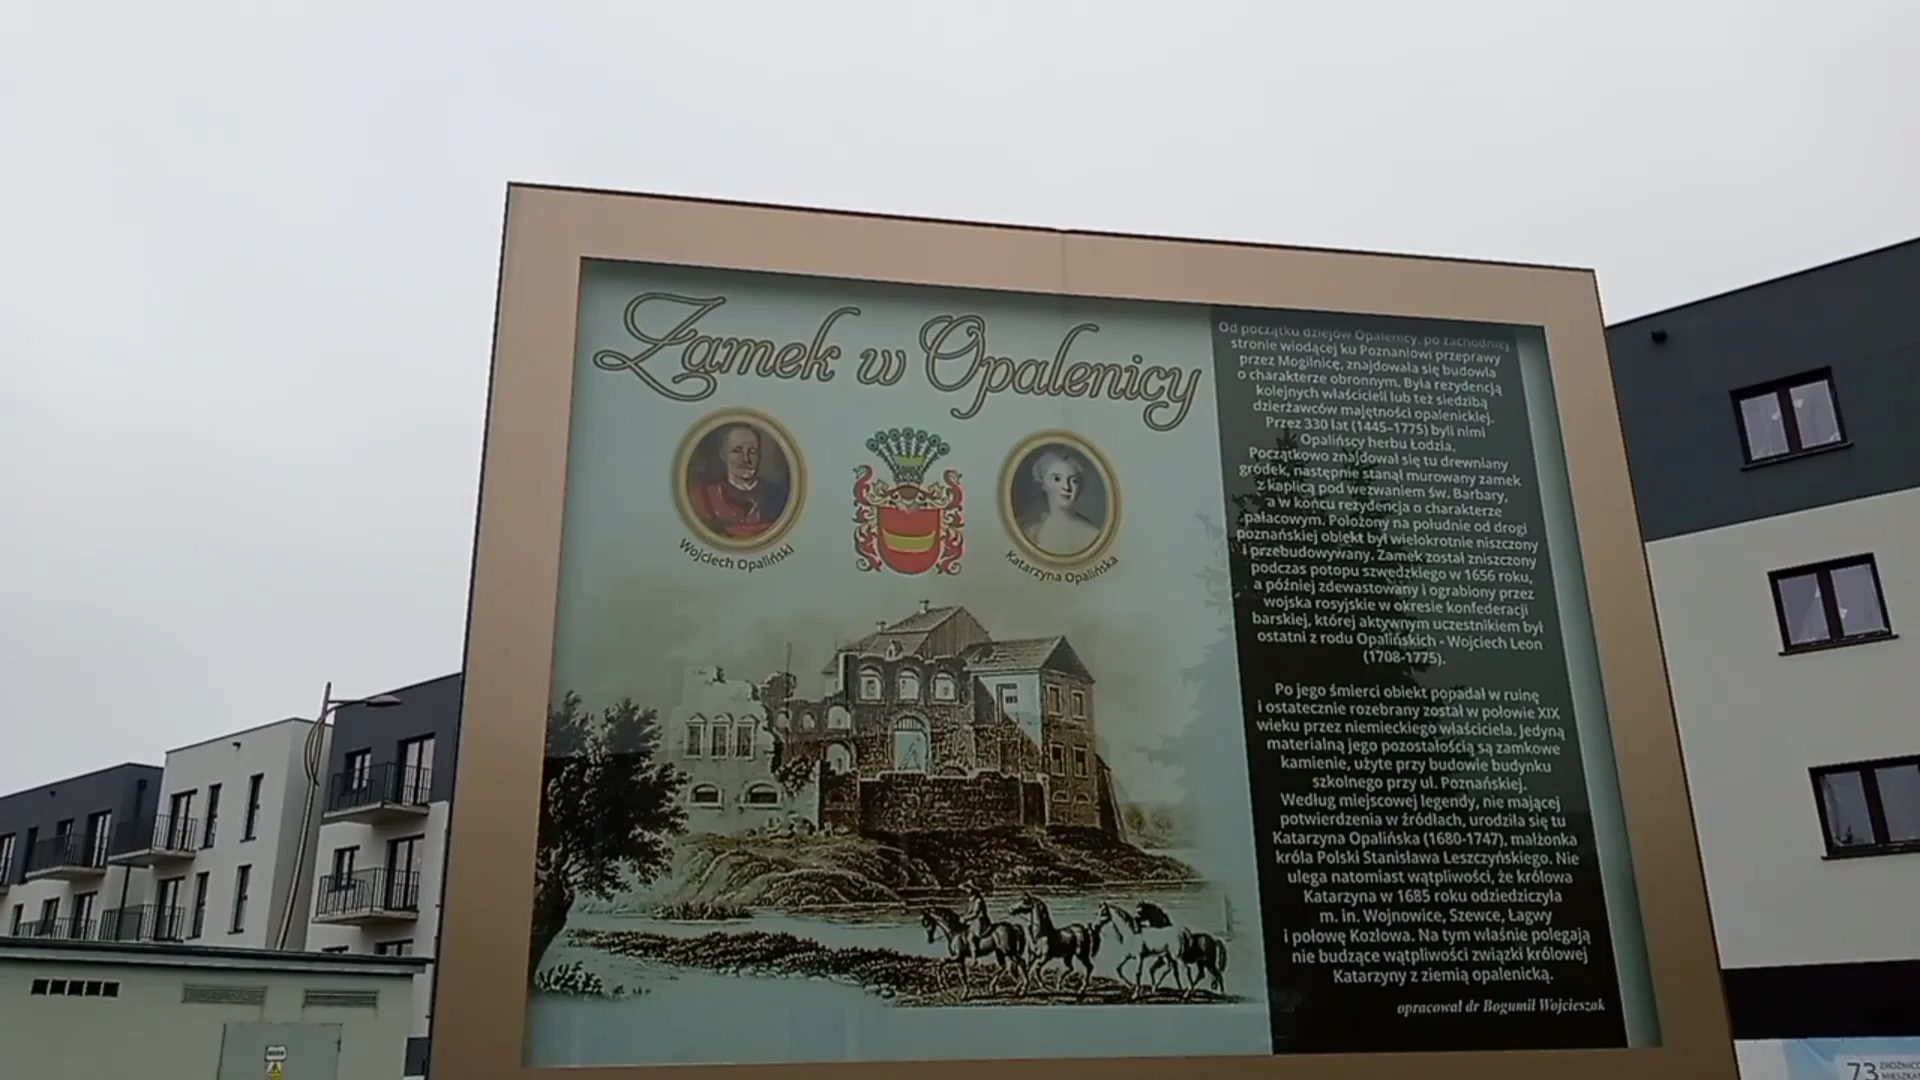 Zamek w Opalenicy
Wojciech Opaliński
Katarzyna Opalińska
Od początku dziejów Opalenicy, po zachodniej
stronie wiodącej ku Poznaniowi przeprawy
przez Mogilnicę, znajdowała się budowla
o charakterze obronnym. Była rezydencją
kolejnych właścicieli lub też siedzibą
dzierżawców majętności opalenickiej.
Przez 330 lat (1445-1775) byli nimi
Opalińscy herbu Łodzia.
Początkowo znajdował się tu drewniany
gródek, następnie stanął murowany zamek
z kaplicą pod wezwaniem św. Barbary,
a w końcu rezydencja o charakterze
pałacowym. Położony na południe od drogi
poznańskiej obiekt był wielokrotnie niszczony
i przebudowywany. Zamek został zniszczony
podczas potopu szwedzkiego w 1656 roku,
a później zdewastowany i ograbiony przez
wojska rosyjskie w okresie konfederacji
barskiej, której aktywnym uczestnikiem był
ostatni z rodu Opalińskich - Wojciech Leon
(1708-1775).
Po jego śmierci obiekt popadał w ruinę
i ostatecznie rozebrany został w połowie XIX
wieku przez niemieckiego właściciela. Jedyną
materialną jego pozostałością są zamkowe
kamienie, użyte przy budowie budynku
szkolnego przy ul. Poznańskiej.
Według miejscowej legendy, nie mającej
potwierdzenia w źródłach, urodziła się tu
Katarzyna Opalińska (1680-1747), małżonka
króla Polski Stanisława Leszczyńskiego. Nie
ulega natomiast wątpliwości, że królowa
Katarzyna w 1685 roku odziedziczyła
m. in. Wojnowice, Szewce, Łagwy
i połowę Kozłowa. Na tym właśnie polegają
nie budzące wątpliwości związki królowej
Katarzyny z ziemią opalenicką.
opracował dr Bogumił Wojcieszak
73